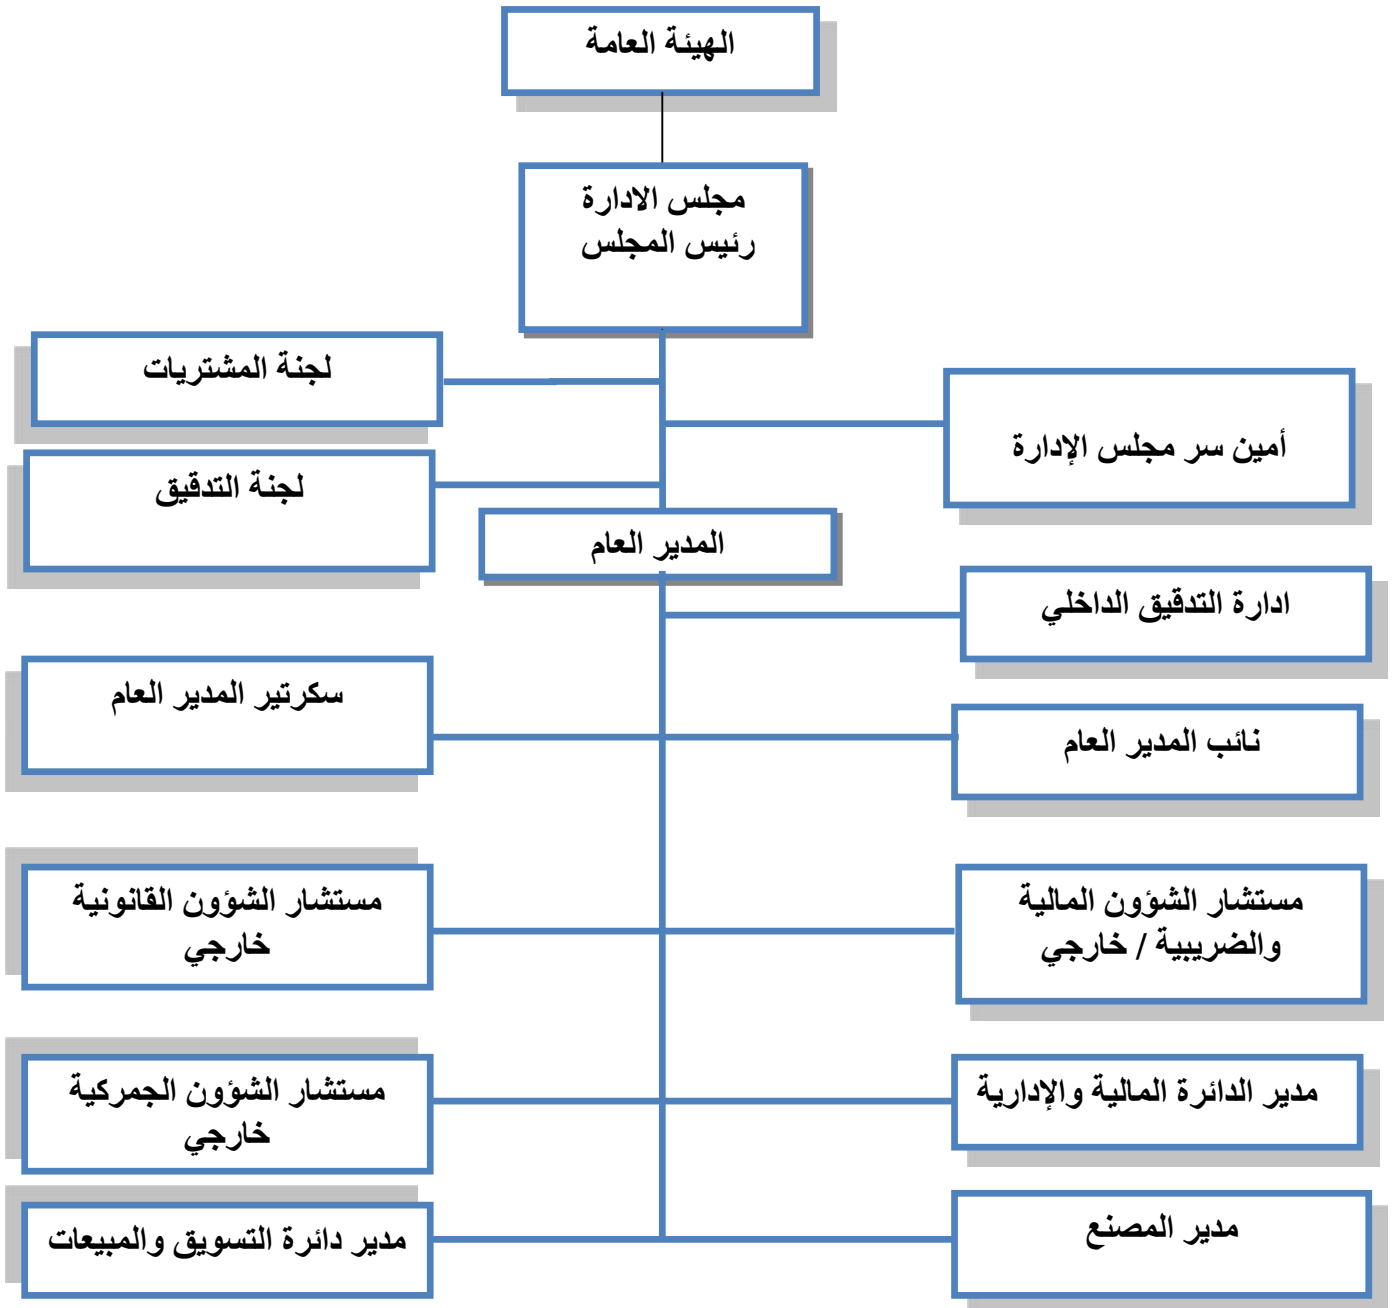 الهيئة العامة
مجلس الادارة
رئيس المجلس
لجنة المشتريات
أمين سر مجلس الإدارة
لجنة التدقيق
المدير العام
ادارة التدقيق الداخلي
سكرتير المدير العام
نائب المدير العام
مستشار الشؤون المالية
والضريبية / خارجي
مستشار الشؤون القانونية
خارجي
مدير الدائرة المالية والإدارية
مستشار الشؤون الجمركية
خارجي
مدير المصنع
مدير دائرة التسويق والمبيعات